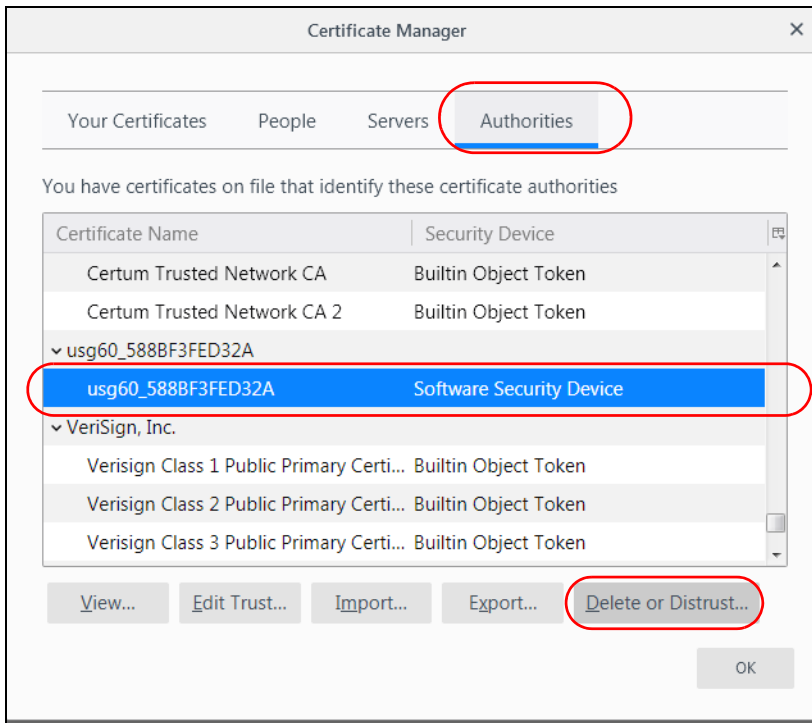 Certificate Manager
Your Certificates People Servers Authorities
You have certificates on file that identify these certificate authorities
Certificate Name Security Device
Certum Trusted Network CA Builtin Object Token
Certum Trusted Network CA 2 Builtin Object Token
usg60_588BF3FED32A
usg60_588BF3FED32A Software Security Device
VeriSign, Inc.
Verisign Class 1 Public Primary Certi... Builtin Object Token
Verisign Class 2 Public Primary Certi... Builtin Object Token
Verisign Class 3 Public Primary Certi... Builtin Object Token
View... Edit Trust... Import... Export... Delete or Distrust...
OK